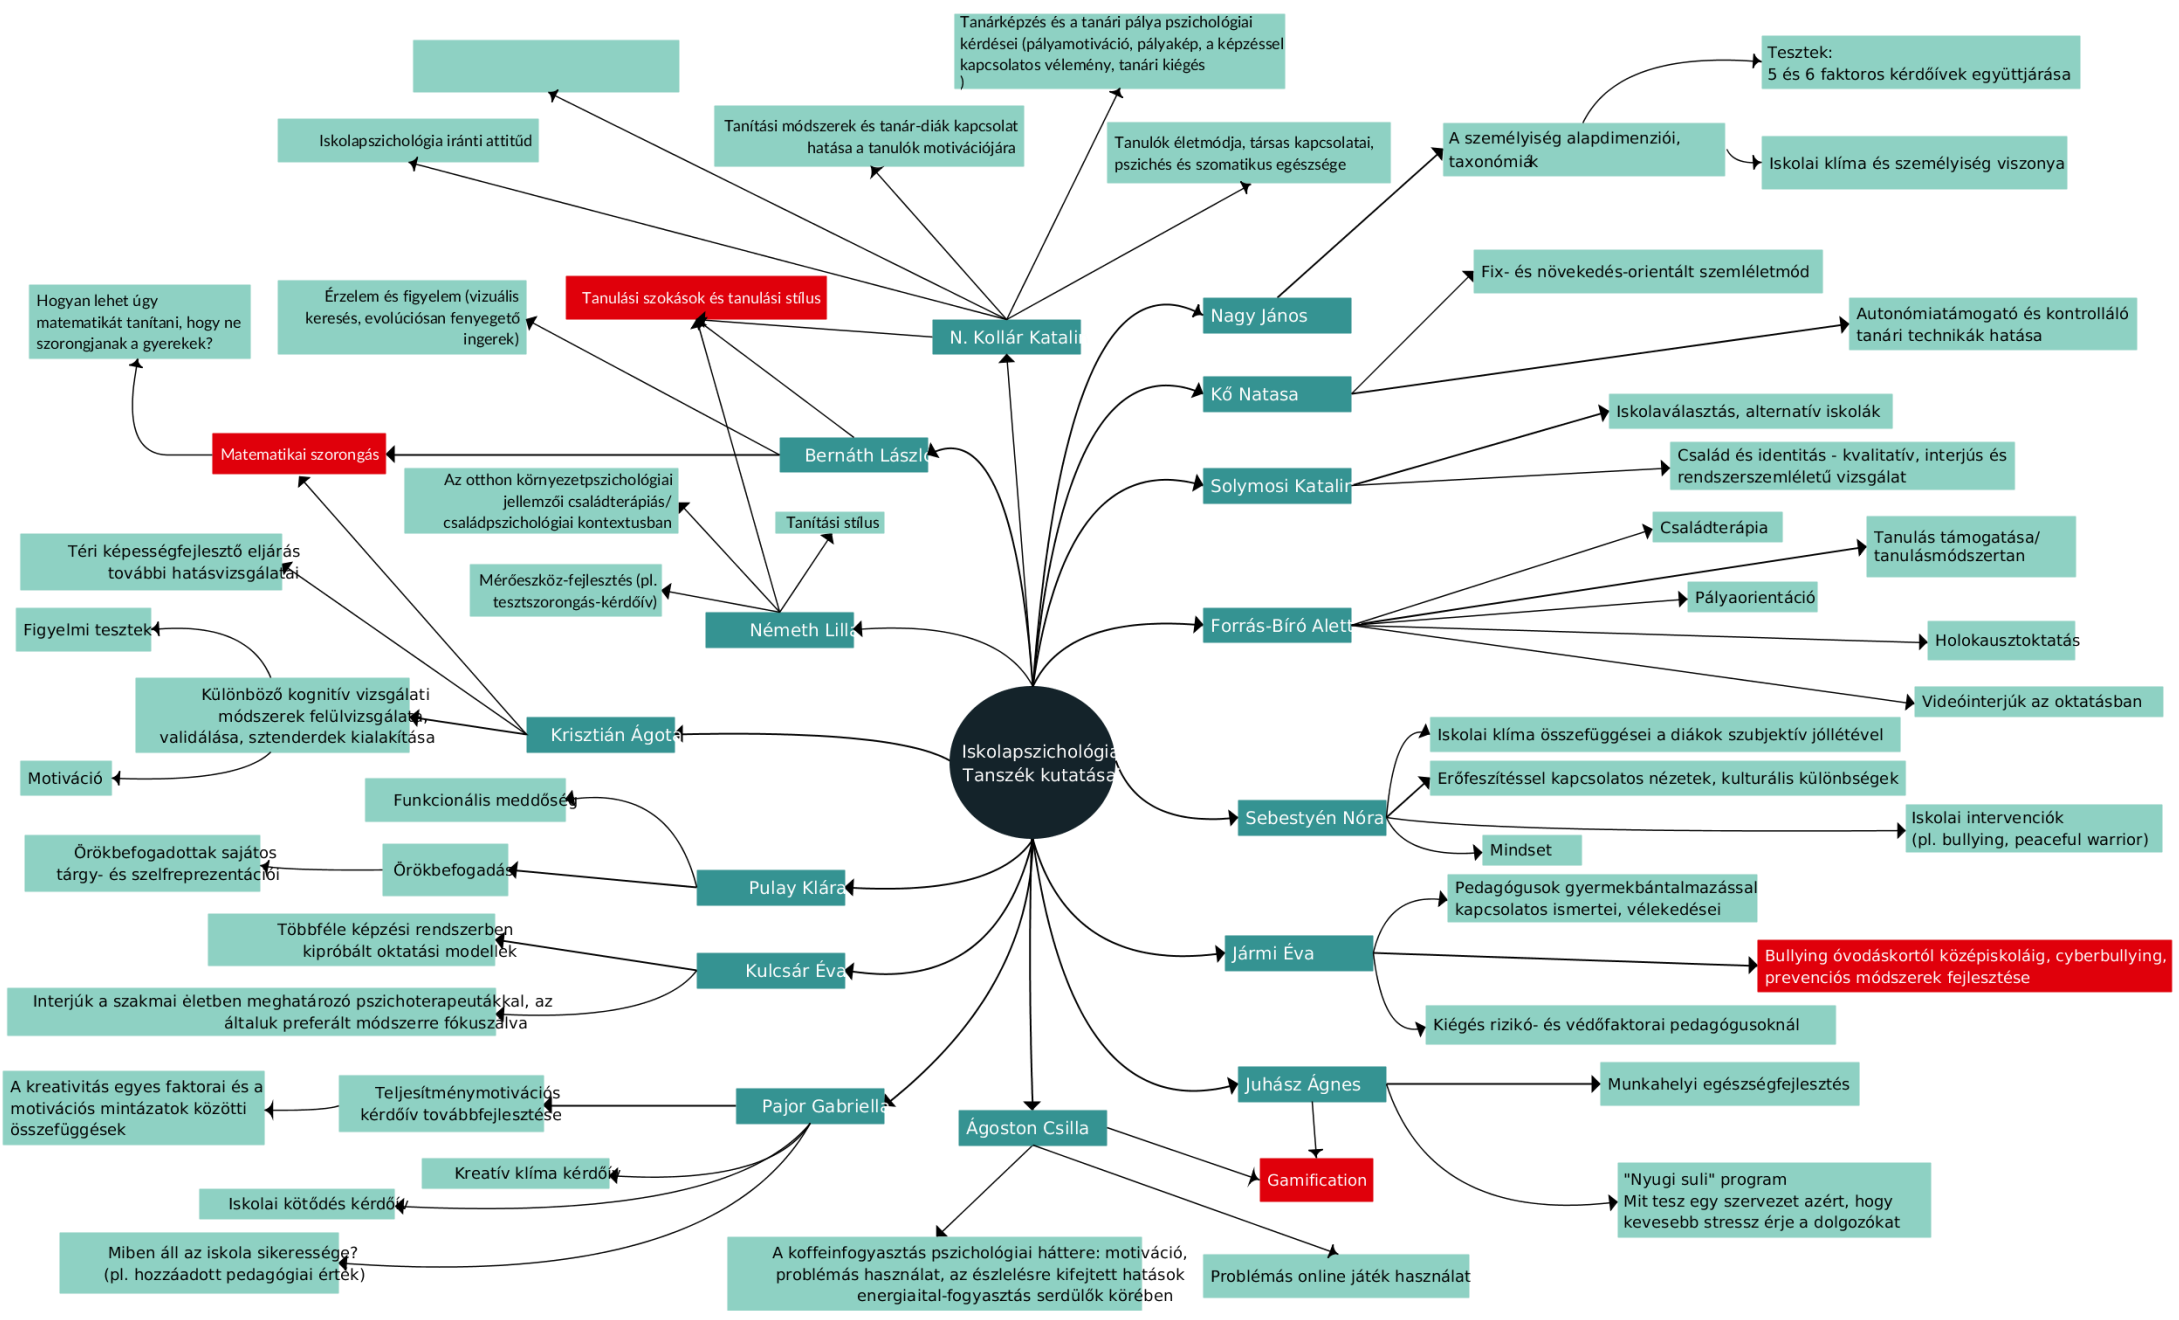 Tanárképzés és a tanári pálya pszichológiai
kérdései (pályamotiváció, pályakép, a képzéssel
kapcsolatos vélemény, tanári kiégés
)
Tesztek:
5 és 6 faktoros kérdőívek együttjárása
Iskolapszichológia iránti attitűd
Tanítási módszerek és tanár-diák kapcsolat
hatása a tanulók motivációjára
Tanulók életmódja, társas kapcsolatai,
pszichés és szomatikus egészsége
A személyiség alapdimenziói,
taxonómiák
Iskolai klíma és személyiség viszonya
Fix- és növekedés-orientált szemléletmód
Hogyan lehet úgy
matematikát tanítani, hogy ne
szorongjanak a gyerekek?
Érzelem és figyelem (vizuális
keresés, evolúciósan fenyegető
ingerek)
Tanulási szokások és tanulási stílus
N. Kollár Katalin
Nagy János
Autonómiatámogató és kontrolláló
tanári technikák hatása
Kő Natasa
Iskolaválasztás, alternatív iskolák
Matematikai szorongás
Bernáth László
Solymosi Katalin
Család és identitás - kvalitatív, interjús és
rendszerszemléletű vizsgálat
Az otthon környezetpszichológiai
jellemzői családterápiás/
családpszichológiai kontextusban
Tanítási stílus
Családterápia
Tanulás támogatása/
tanulásmódszertan
Téri képességfejlesztő eljárás
további hatásvizsgálatai
Mérőeszköz-fejlesztés (pl.
tesztszorongás-kérdőív)
Pályaorientáció
Figyelmi tesztek
Németh Lilla
Forrás-Bíró Alett
Holokausztoktatás
Különböző kognitív vizsgálati
módszerek felülvizsgálata,
validálása, sztenderdek kialakítása
Videóinterjúk az oktatásban
Krisztián Ágota
Iskolapszichológia
Tanszék kutatásai
Iskolai klíma összefüggései a diákok szubjektív jóllétével
Motiváció
Erőfeszítéssel kapcsolatos nézetek, kulturális különbségek
Funkcionális meddőség
Sebestyén Nóra
Iskolai intervenciók
(pl. bullying, peaceful warrior)
Mindset
Örökbefogadottak sajátos
tárgy- és szelfreprezentációi
Örökbefogadás
Pulay Klára
Pedagógusok gyermekbántalmazással
kapcsolatos ismertei, vélekedései
Többféle képzési rendszerben
kipróbált oktatási modellek
Kulcsár Éva
Jármi Éva
Bullying óvodáskortól középiskoláig, cyberbullying,
prevenciós módszerek fejlesztése
Interjúk a szakmai életben meghatározó pszichoterapeutákkal, az
általuk preferált módszerre fókuszálva
Kiégés rizikó- és védőfaktorai pedagógusoknál
A kreativitás egyes faktorai és a
motivációs mintázatok közötti
összefüggések
Teljesítménymotivációs
kérdőív továbbfejlesztése
Pajor Gabriella
Ágoston Csilla
Juhász Ágnes
Munkahelyi egészségfejlesztés
Kreatív klíma kérdőív
Gamification
Iskolai kötődés kérdőív
"Nyugi suli" program
Mit tesz egy szervezet azért, hogy
kevesebb stressz érje a dolgozókat
Miben áll az iskola sikeressége?
(pl. hozzáadott pedagógiai érték)
A koffeinfogyasztás pszichológiai háttere: motiváció,
problémás használat, az észlelésre kifejtett hatások
energiaital-fogyasztás serdülők körében
Problémás online játék használat